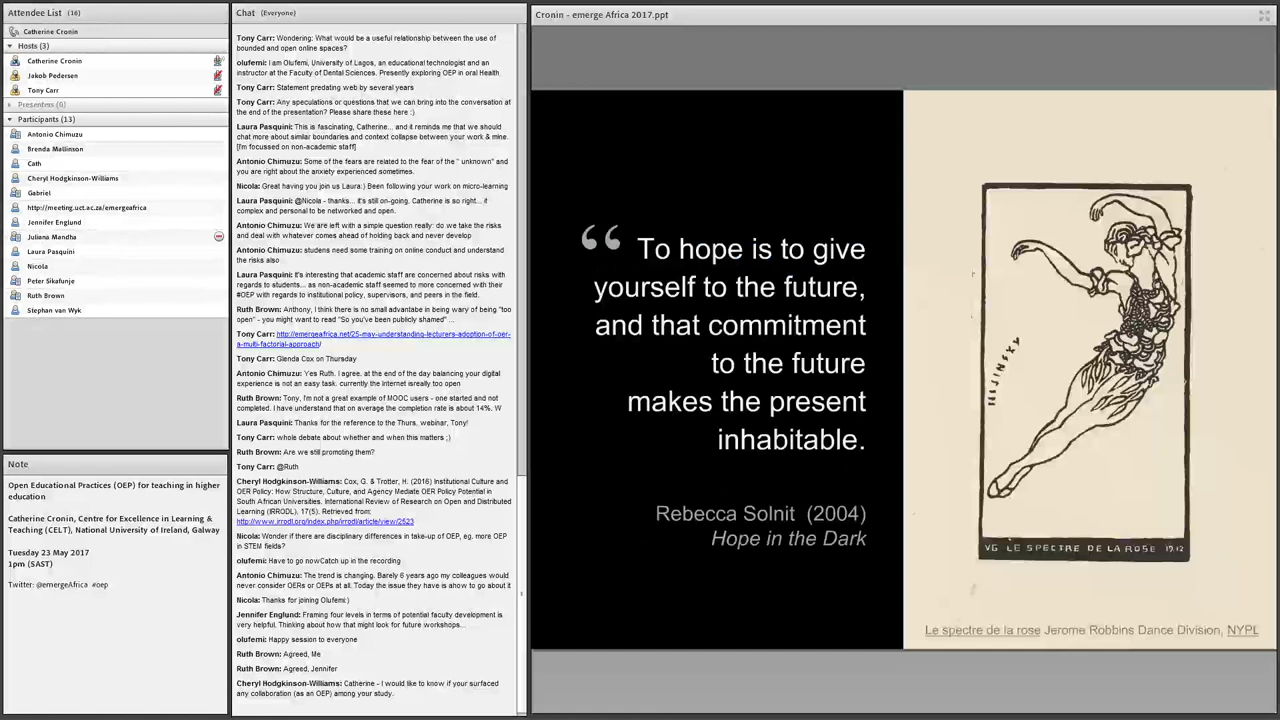 Attendee List (16)
Catherine Cronin
Hosts (3)
Catherine Cronin
Jakob Pedersen
Tony Carr
Presenters (0)
Participants (13)
Antonio Chimuzu
Brenda Mallinson
Cath
Cheryl Hodgkinson-Williams
Gabriel
http://meeting.uct.ac.za/emergeafrica
Jennifer Englund
Juliana Mandha
Laura Pasquini
Nicola
Peter Sikafunje
Ruth Brown
Stephan van Wyk
Note
Open Educational Practices (OEP) for teaching in higher
education
Catherine Cronin, Centre for Excellence in Learning &
Teaching (CELT), National University of Ireland, Galway
Tuesday 23 May 2017
1pm (SAST)
Twitter: @emergeAfrica #oep
Chat (Everyone)
Tony Carr: Wondering: What would be a useful relationship between the use of
bounded and open online spaces?
olufemi: I am Olufemi, University of Lagos, an educational technologist and an
instructor at the Faculty of Dental Sciences. Presently exploring OEP in oral Health
Tony Carr: Statement predating web by several years
Tony Carr: Any speculations or questions that we can bring into the conversation at
the end of the presentation? Please share these here :)
Laura Pasquini: This is fascinating, Catherine... and it reminds me that we should
chat more about similar boundaries and context collapse between your work & mine.
[I'm focussed on non-academic staff]
Antonio Chimuzu: Some of the fears are related to the fear of the " unknown" and
you are right about the anxiety experienced sometimes.
Nicola: Great having you join us Laura:) Been following your work on micro-learning
Laura Pasquini: @Nicola - thanks... it's still on-going, Catherine is so right... it
complex and personal to be networked and open.
Antonio Chimuzu: We are left with a simple question really: do we take the risks
and deal with whatever comes ahead of holding back and never develop
Antonio Chimuzu: studens need some training on online conduct and understand
the risks also
Laura Pasquini: It's interesting that academic staff are concerned about risks with
regards to students... as non-academic staff seemed to more concerned with their
#OEP with regards to institutional policy, supervisors, and peers in the field.
Ruth Brown: Anthony, I think there is no small advantabe in being wary of being "too
open" - you might want to read "So you've been publicly shamed" ...
Tony Carr: http://emergeafrica.net/25-may-understanding-lecturers-adoption-of-oer-
a-multi-factorial-approach/
Tony Carr: Glenda Cox on Thursday
Antonio Chimuzu: Yes Ruth. I agree. at the end of the day balancing your digital
experience is not an easy task. currently the Internet isreally too open
Ruth Brown: Tony, I'm not a great example of MOOC users - one started and not
completed. I have understand that on average the completion rate is about 14%. W
Laura Pasquini: Thanks for the reference to the Thurs. webinar, Tony!
Tony Carr: whole debate about whether and when this matters ;)
Ruth Brown: Are we still promoting them?
Tony Carr: @Ruth
Cheryl Hodgkinson-Williams: Cox, G. & Trotter, H. (2016) Institutional Culture and
OER Policy: How Structure, Culture, and Agency Mediate OER Policy Potential in
South African Universities. International Review of Research on Open and Distributed
Learning (IRRODL), 17(5). Retrieved from:
http://www.irrodl.org/index.php/irrodl/article/view/2523
Nicola: Wonder if there are disciplinary differences in take-up of OEP, eg. more OEP
in STEM fields?
olufemi: Have to go nowCatch up in the recording
Antonio Chimuzu: The trend is changing. Barely 6 years ago my colleagues would
never consider OERs or OEPs at all. Today the issue they have is ahow to go about it
Nicola: Thanks for joining Olufemi:)
Jennifer Englund: Framing four levels in terms of potential faculty development is
very helpful. Thinking about how that might look for future workshops...
olufemi: Happy session to everyone
Ruth Brown: Agreed, Me
Ruth Brown: Agreed, Jennifer
Cheryl Hodgkinson-Williams: Catherine - I would like to know if your surfaced
any collaboration (as an OEP) among your study.
Cronin - emerge Africa 2017.ppt
“ To hope is to give
yourself to the future,
and that commitment
to the future
makes the present
inhabitable.
Rebecca Solnit (2004)
Hope in the Dark
NIJINSKY
VG LE SPECTRE DE LA ROSE 1912
Le spectre de la rose Jerome Robbins Dance Division, NYPL